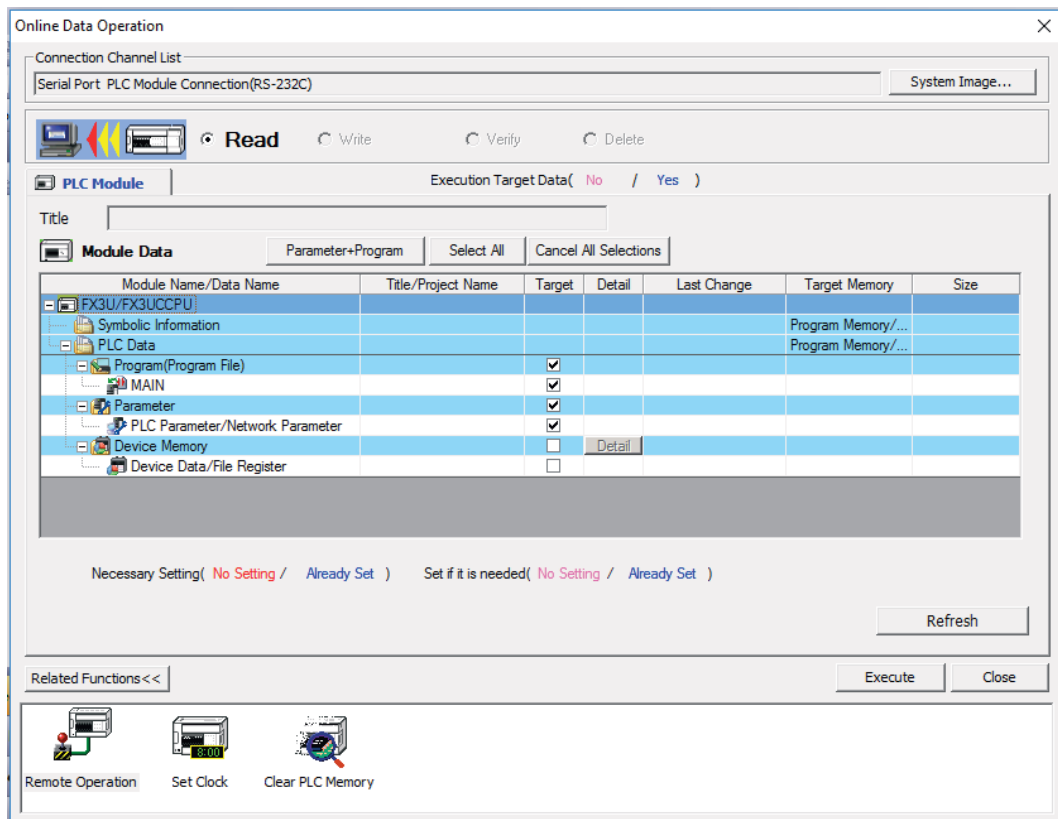 Online Data Operation
Connection Channel List
Serial Port PLC Module Connection(RS-232C)
System Image...
Read
Write
Verify
Delete
PLC Module
Execution Target Data( No / Yes )
Title
Module Data
Parameter+Program
Select All
Cancel All Selections
Module Name/Data Name Title/Project Name Target Detail Last Change Target Memory Size
FX3U/FX3UCCPU
Symbolic Information Program Memory/...
PLC Data Program Memory/...
Program(Program File)
MAIN
Parameter
PLC Parameter/Network Parameter
Device Memory Detail
Device Data/File Register
Necessary Setting( No Setting / Already Set ) Set if it is needed( No Setting / Already Set )
Refresh
Related Functions<<
Execute
Close
8:00
Remote Operation
Set Clock
Clear PLC Memory